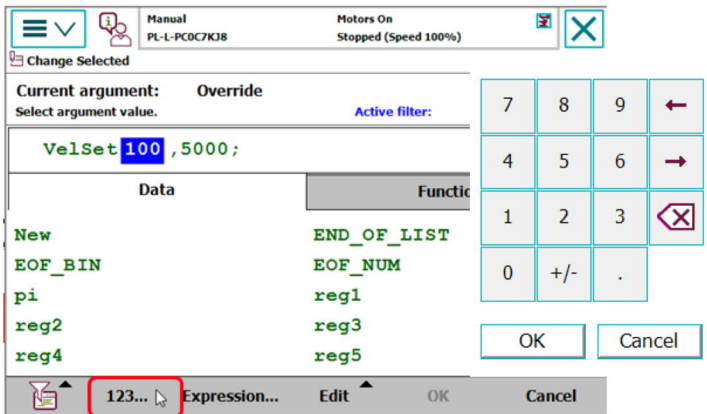 Manual
PL-L-PC0C7KJ8
Motors On
Stopped (Speed 100%)
Change Selected
Current argument: Override
Select argument value.
Active filter:
VelSet 100 ,5000;
Data
Functio
New
END_OF_LIST
EOF_BIN
EOF_NUM
pi
reg1
reg2
reg3
reg4
reg5
123...
Expression...
Edit
OK
Cancel
7 8 9
4 5 6
1 2 3
0 +/- .
OK
Cancel